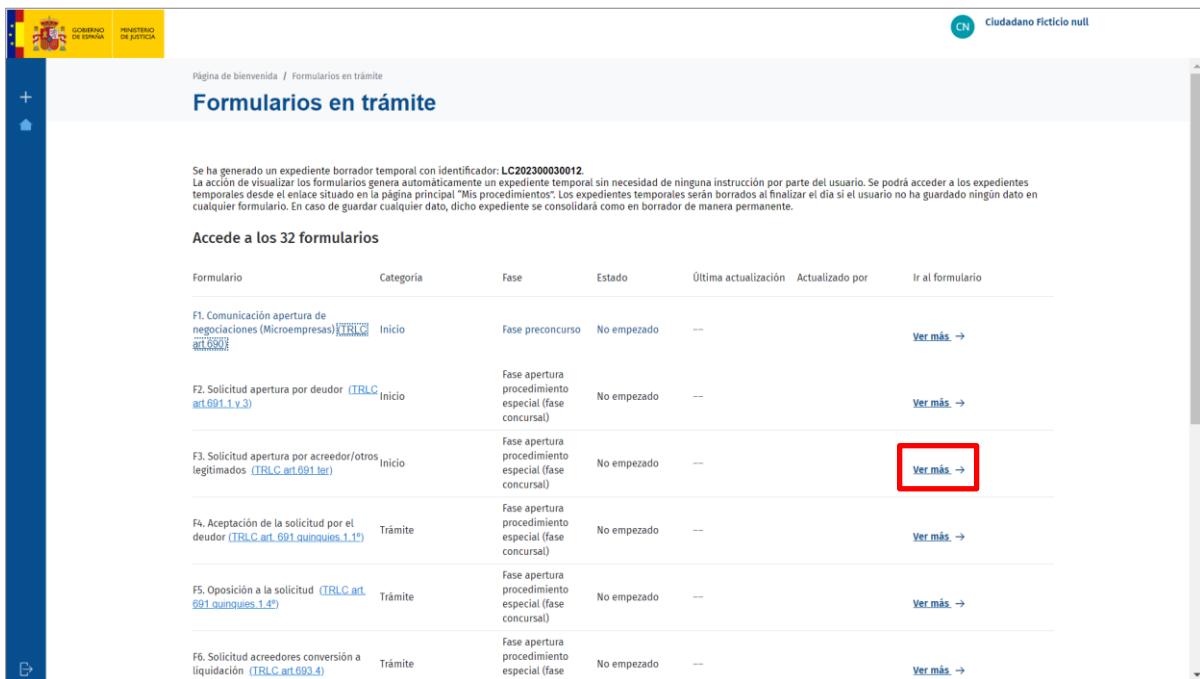 GOBIERNO
DE ESPAÑA
MINISTERIO
DE JUSTICIA
CN
Ciudadano Ficticio null
Página de bienvenida / Formularios en trámite
Formularios en trámite
Se ha generado un expediente borrador temporal con identificador: LC202300030012.
La acción de visualizar los formularios genera automáticamente un expediente temporal sin necesidad de ninguna instrucción por parte del usuario. Se podrá acceder a los expedientes
temporales desde el enlace situado en la página principal "Mis procedimientos". Los expedientes temporales serán borrados al finalizar el día si el usuario no ha guardado ningún dato en
cualquier formulario. En caso de guardar cualquier dato, dicho expediente se consolidará como en borrador de manera permanente.
Accede a los 32 formularios
Formulario Categoría Fase Estado Última actualización Actualizado por Ir al formulario
F1. Comunicación apertura de
negociaciones (Microempresas) (TRLC
art.690)
Inicio
Fase preconcurso
No empezado
--
Ver más →
F2. Solicitud apertura por deudor (TRLC
art.691.1 y 3)
Inicio
Fase apertura
procedimiento
especial (fase
concursal)
No empezado
--
Ver más →
F3. Solicitud apertura por acreedor/otros
legitimados (TRLC art.691 ter)
Inicio
Fase apertura
procedimiento
especial (fase
concursal)
No empezado
--
Ver más →
F4. Aceptación de la solicitud por el
deudor (TRLC art. 691 quinquies.1.1º)
Trámite
Fase apertura
procedimiento
especial (fase
concursal)
No empezado
--
Ver más →
F5. Oposición a la solicitud (TRLC art.
691 quinquies.1.4º)
Trámite
Fase apertura
procedimiento
especial (fase
concursal)
No empezado
--
Ver más →
F6. Solicitud acreedores conversión a
liquidación (TRLC art.693.4)
Trámite
Fase apertura
procedimiento
especial (fase
No empezado
--
Ver más →